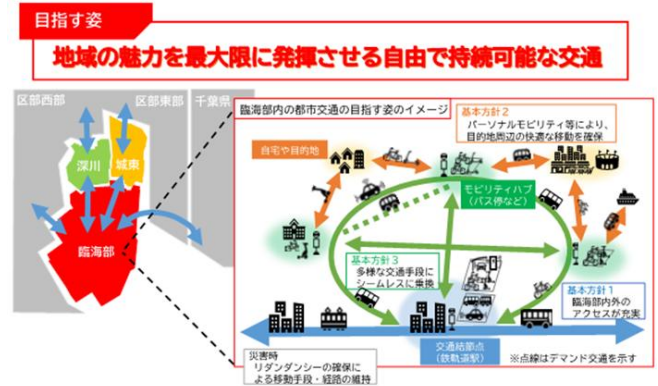 目指す姿
地域の魅力を最大限に発揮させる自由で持続可能な交通
区部西部
区部東部
千葉県
深川
城東
臨海部
臨海部内の都市交通の目指す姿のイメージ
基本方針2
パーソナルモビリティ等により、
目的地周辺の快適な移動を確保
自宅や目的地
モビリティハブ
(バス停など)
基本方針3
多様な交通手段に
シームレスに乗換
基本方針1
臨海部内外の
アクセスが充実
交通結節点
(鉄軌道駅)
※点線はデマンド交通を示す
災害時
リダンダンシーの確保に
よる移動手段・経路の維持